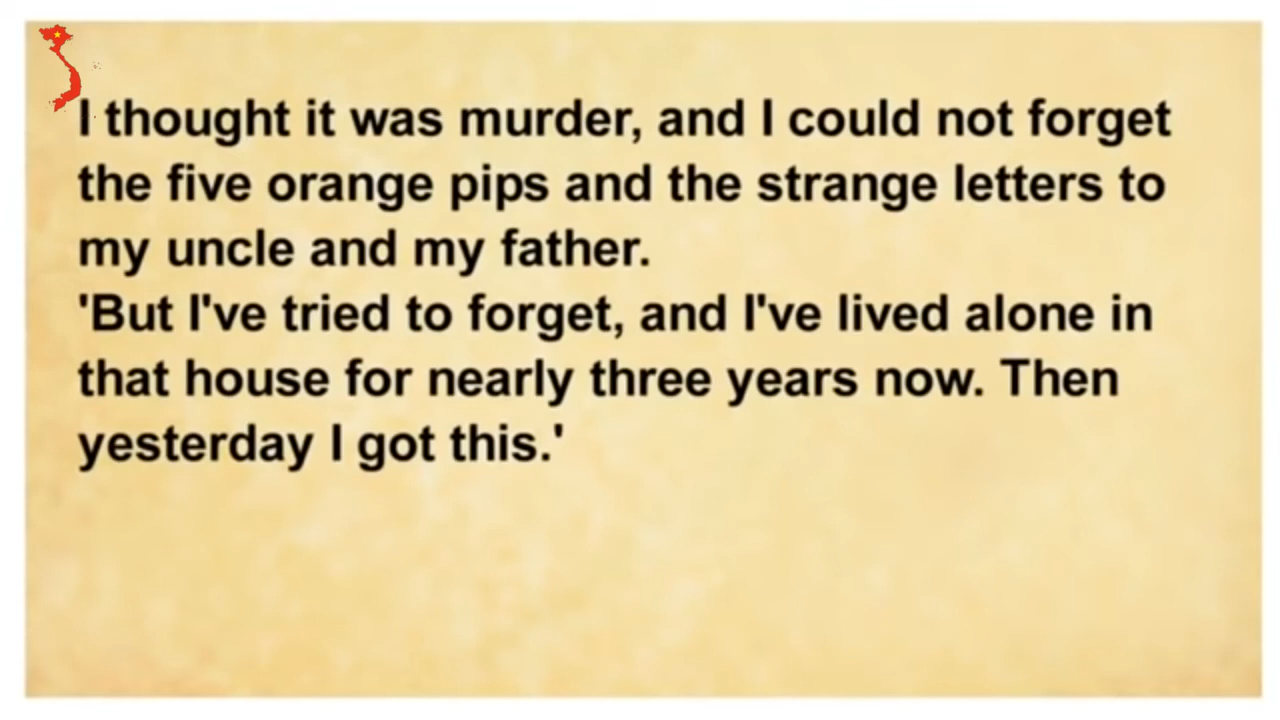 I thought it was murder, and I could not forget
the five orange pips and the strange letters to
my uncle and my father.
'But I've tried to forget, and I've lived alone in
that house for nearly three years now. Then
yesterday I got this.'